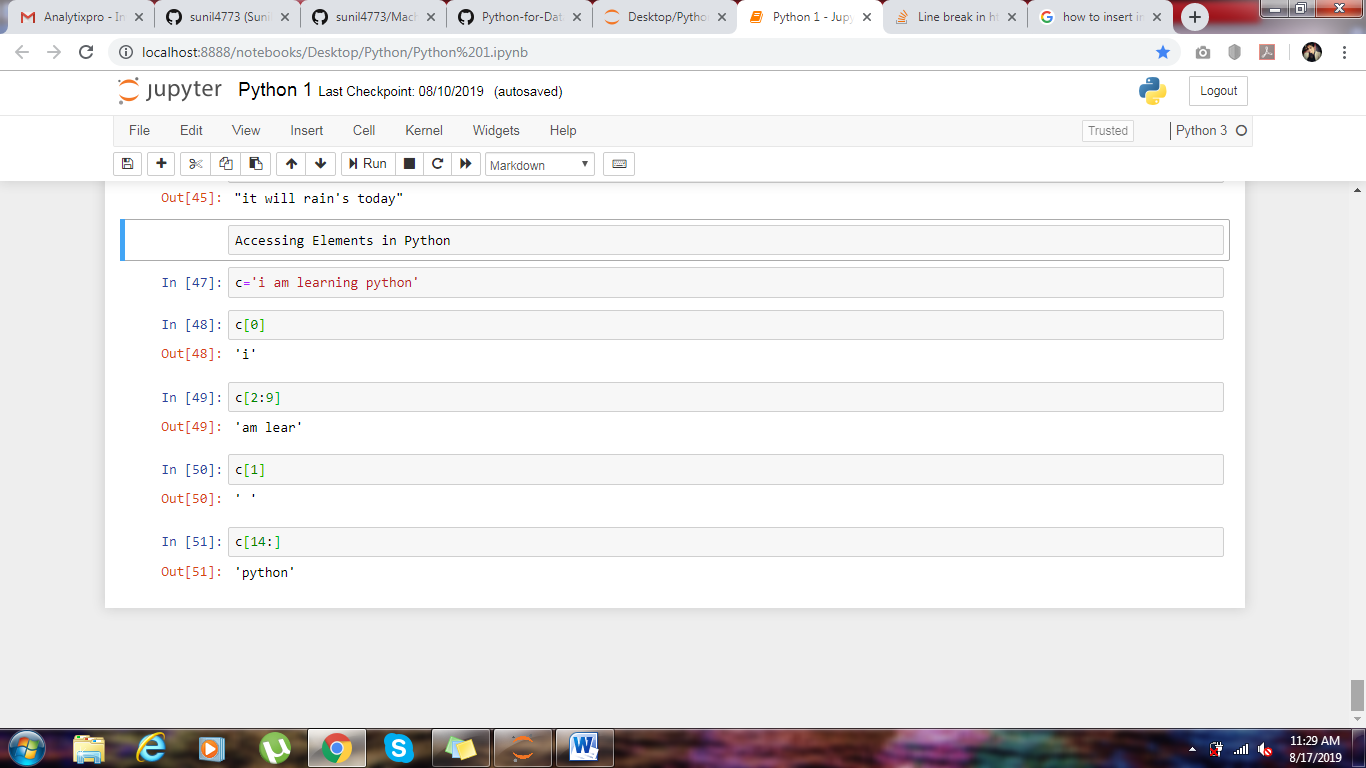 Analytixpro - In
sunil4773 (Suni
sunil4773/Mach
Python-for-Dat
Desktop/Pytho
Python 1 - Jupy
Line break in ht
how to insert in
localhost:8888/notebooks/Desktop/Python/Python%201.ipynb
jupyter Python 1 Last Checkpoint: 08/10/2019 (autosaved)
Logout
File Edit View Insert Cell Kernel Widgets Help
Trusted
Python 3
Run
Markdown
Out[45]: "it will rain's today"
Accessing Elements in Python
In [47]: c='i am learning python'
In [48]: c[0]
Out[48]: 'i'
In [49]: c[2:9]
Out[49]: 'am lear'
In [50]: c[1]
Out[50]: ' '
In [51]: c[14:]
Out[51]: 'python'
11:29 AM
8/17/2019